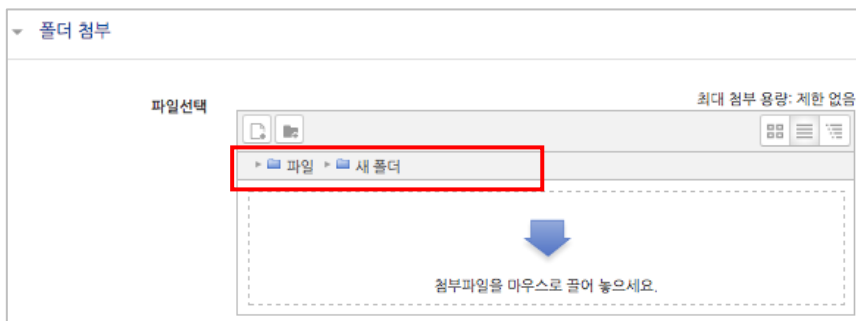 폴더 첨부
최대 첨부 용량: 제한 없음
파일선택
파일 새 폴더
첨부파일을 마우스로 끌어 놓으세요.